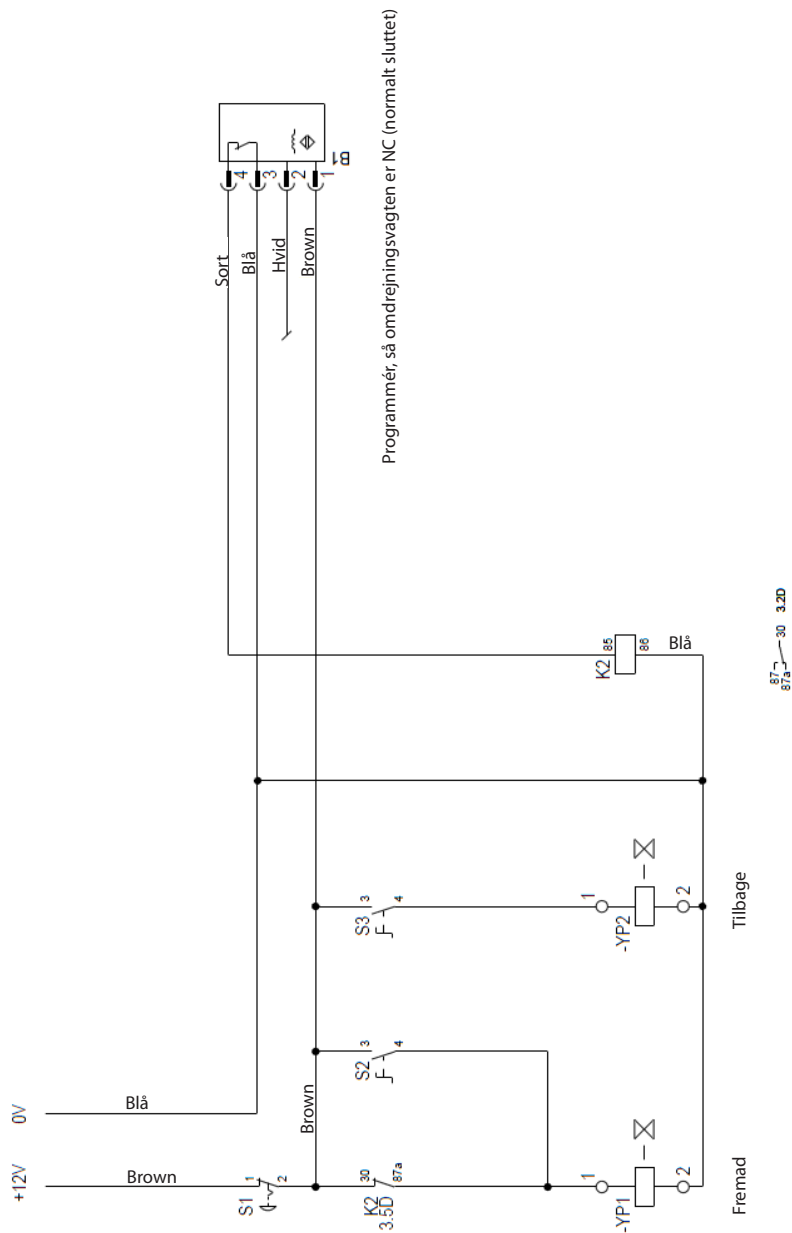 +12V
0V
Brown
Blå
S1
1
2
Brown
K2
3.5D
30
87a
S2
3
4
S3
3
4
-YP1
1
2
Fremad
-YP2
1
2
Tilbage
K2
85
86
Blå
87
87a
30
3.2D
Sort
Blå
Hvid
Brown
4
3
2
1
B1
Programmér, så omdrejningsvagten er NC (normalt sluttet)